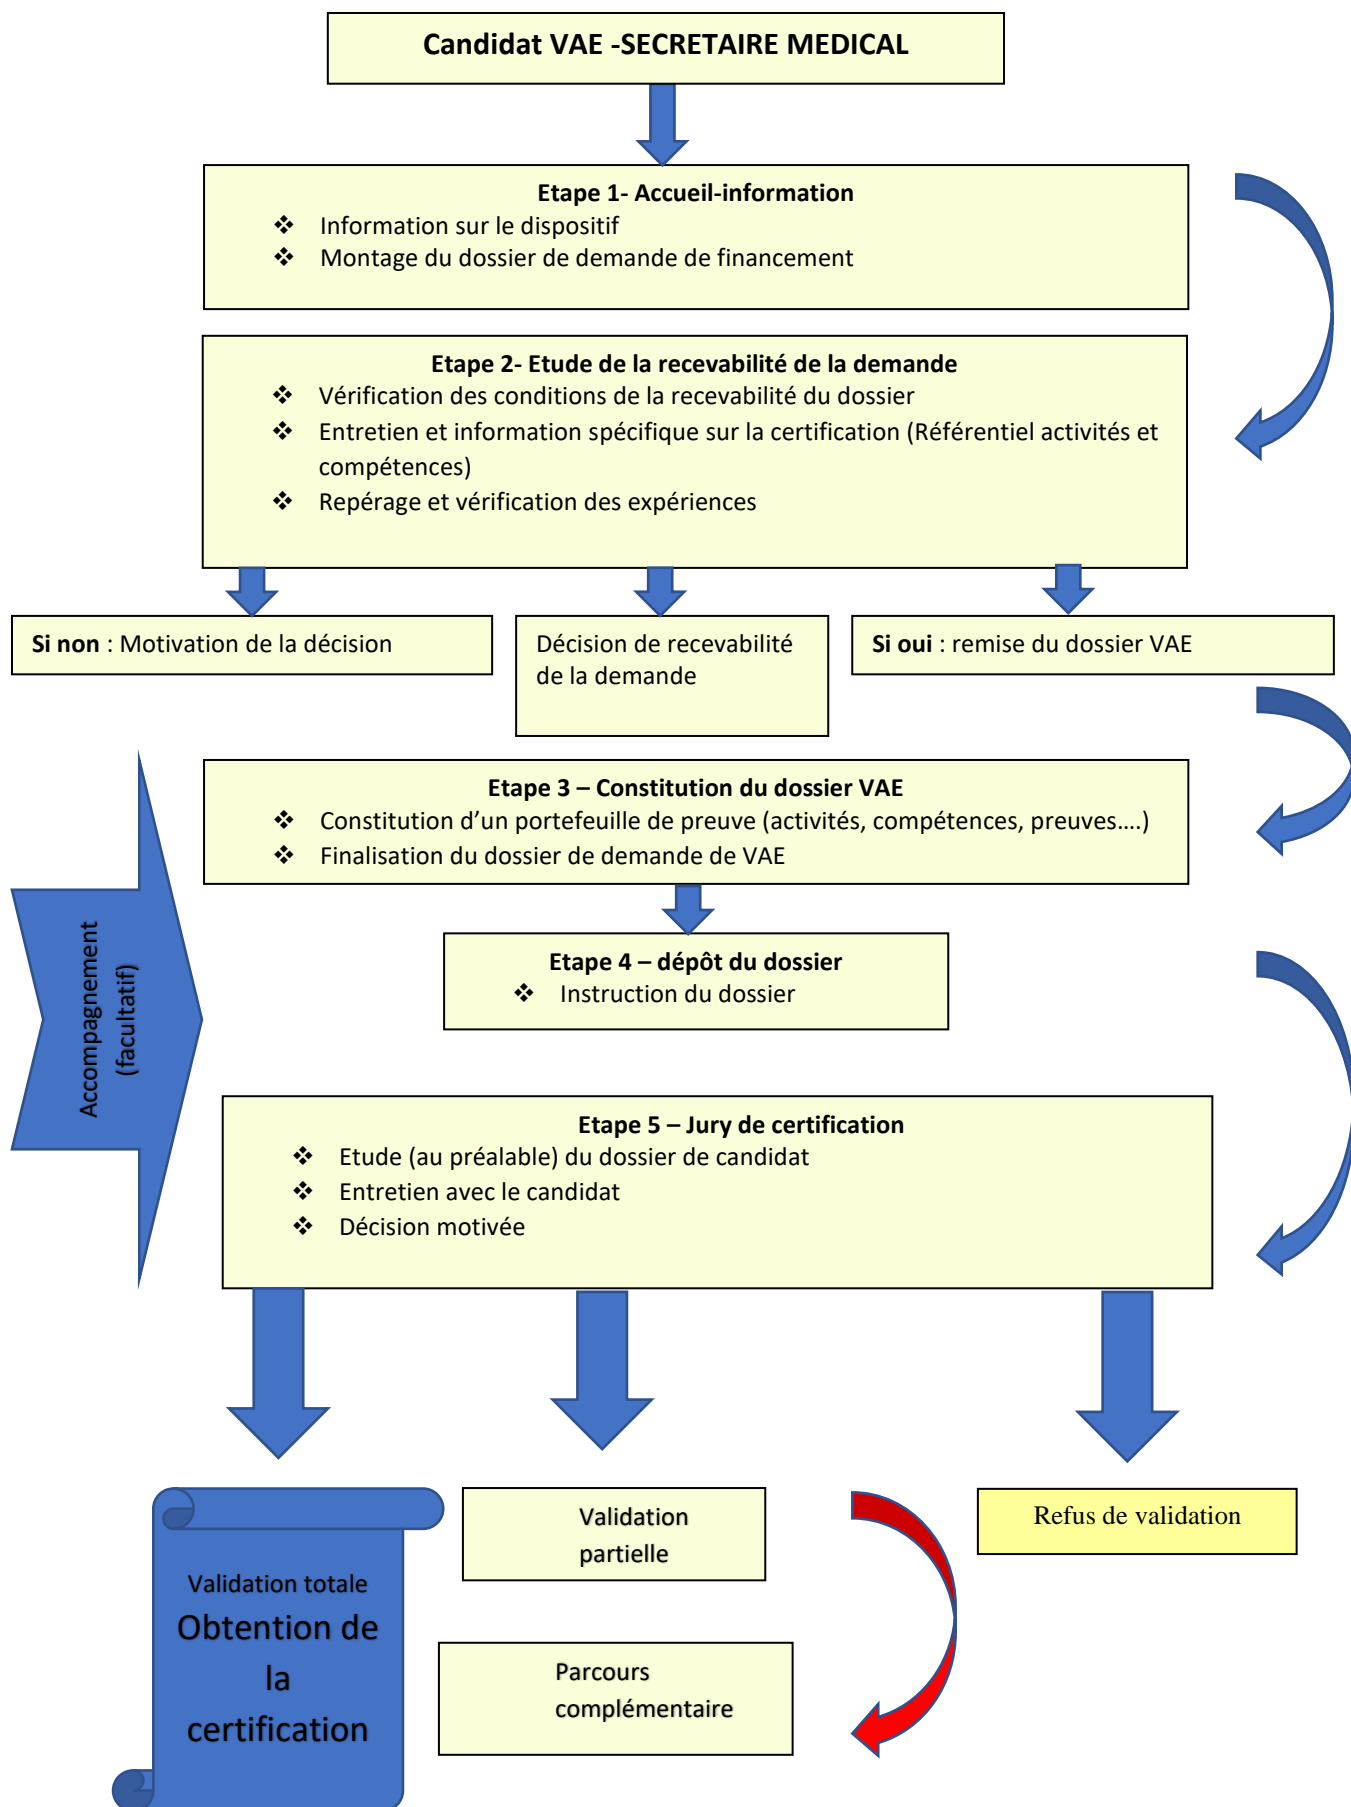 Candidat VAE -SECRETAIRE MEDICAL
Etape 1- Accueil-information
❖ Information sur le dispositif
❖ Montage du dossier de demande de financement
Etape 2- Etude de la recevabilité de la demande
❖ Vérification des conditions de la recevabilité du dossier
❖ Entretien et information spécifique sur la certification (Référentiel activités et
compétences)
❖ Repérage et vérification des expériences
Si non : Motivation de la décision
Décision de recevabilité
de la demande
Si oui : remise du dossier VAE
Etape 3 – Constitution du dossier VAE
❖ Constitution d’un portefeuille de preuve (activités, compétences, preuves….)
❖ Finalisation du dossier de demande de VAE
Accompagnement
(facultatif)
Etape 4 – dépôt du dossier
❖ Instruction du dossier
Etape 5 – Jury de certification
❖ Etude (au préalable) du dossier de candidat
❖ Entretien avec le candidat
❖ Décision motivée
Validation totale
Obtention de
la
certification
Validation
partielle
Parcours
complémentaire
Refus de validation